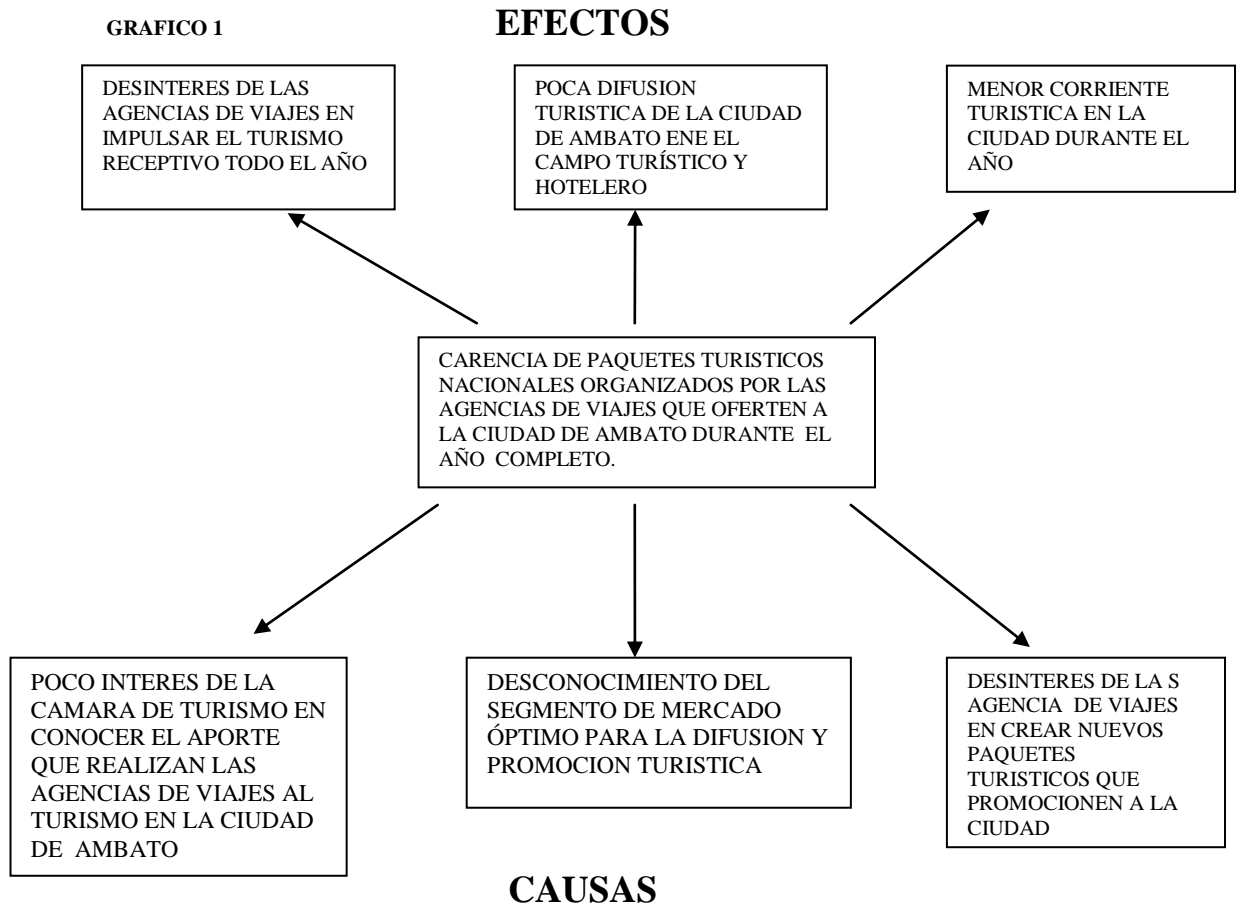 GRAFICO 1
EFECTOS
DESINTERES DE LAS
AGENCIAS DE VIAJES EN
IMPULSAR EL TURISMO
RECEPTIVO TODO EL AÑO
POCA DIFUSION
TURISTICA DE LA CIUDAD
DE AMBATO ENE EL
CAMPO TURÍSTICO Y
HOTELERO
MENOR CORRIENTE
TURISTICA EN LA
CIUDAD DURANTE EL
AÑO
CARENCIA DE PAQUETES TURISTICOS
NACIONALES ORGANIZADOS POR LAS
AGENCIAS DE VIAJES QUE OFERTEN A
LA CIUDAD DE AMBATO DURANTE EL
AÑO COMPLETO.
POCO INTERES DE LA
CAMARA DE TURISMO EN
CONOCER EL APORTE
QUE REALIZAN LAS
AGENCIAS DE VIAJES AL
TURISMO EN LA CIUDAD
DE AMBATO
DESCONOCIMIENTO DEL
SEGMENTO DE MERCADO
ÓPTIMO PARA LA DIFUSION Y
PROMOCION TURISTICA
DESINTERES DE LA S
AGENCIA DE VIAJES
EN CREAR NUEVOS
PAQUETES
TURISTICOS QUE
PROMOCIONEN A LA
CIUDAD
CAUSAS